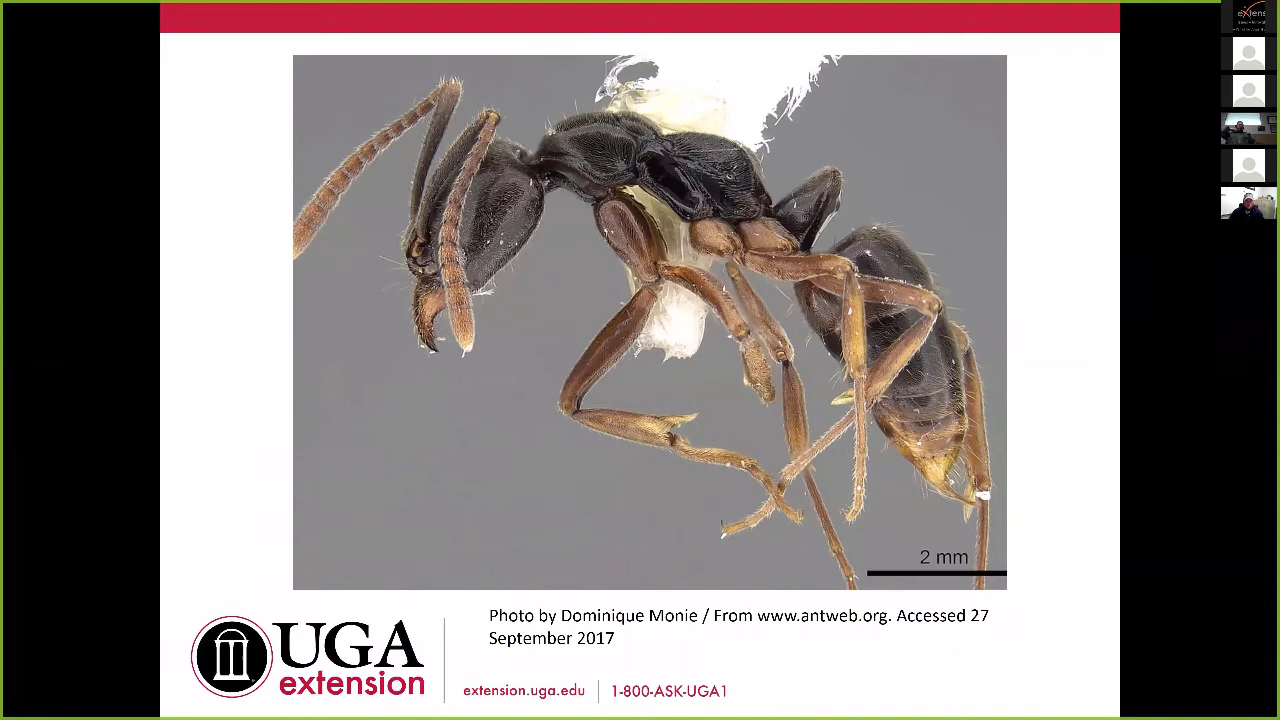 2 mm
Photo by Dominique Monie / From www.antweb.org. Accessed 27
September 2017
UGA
extension
extension.uga.edu
1-800-ASK-UGA1